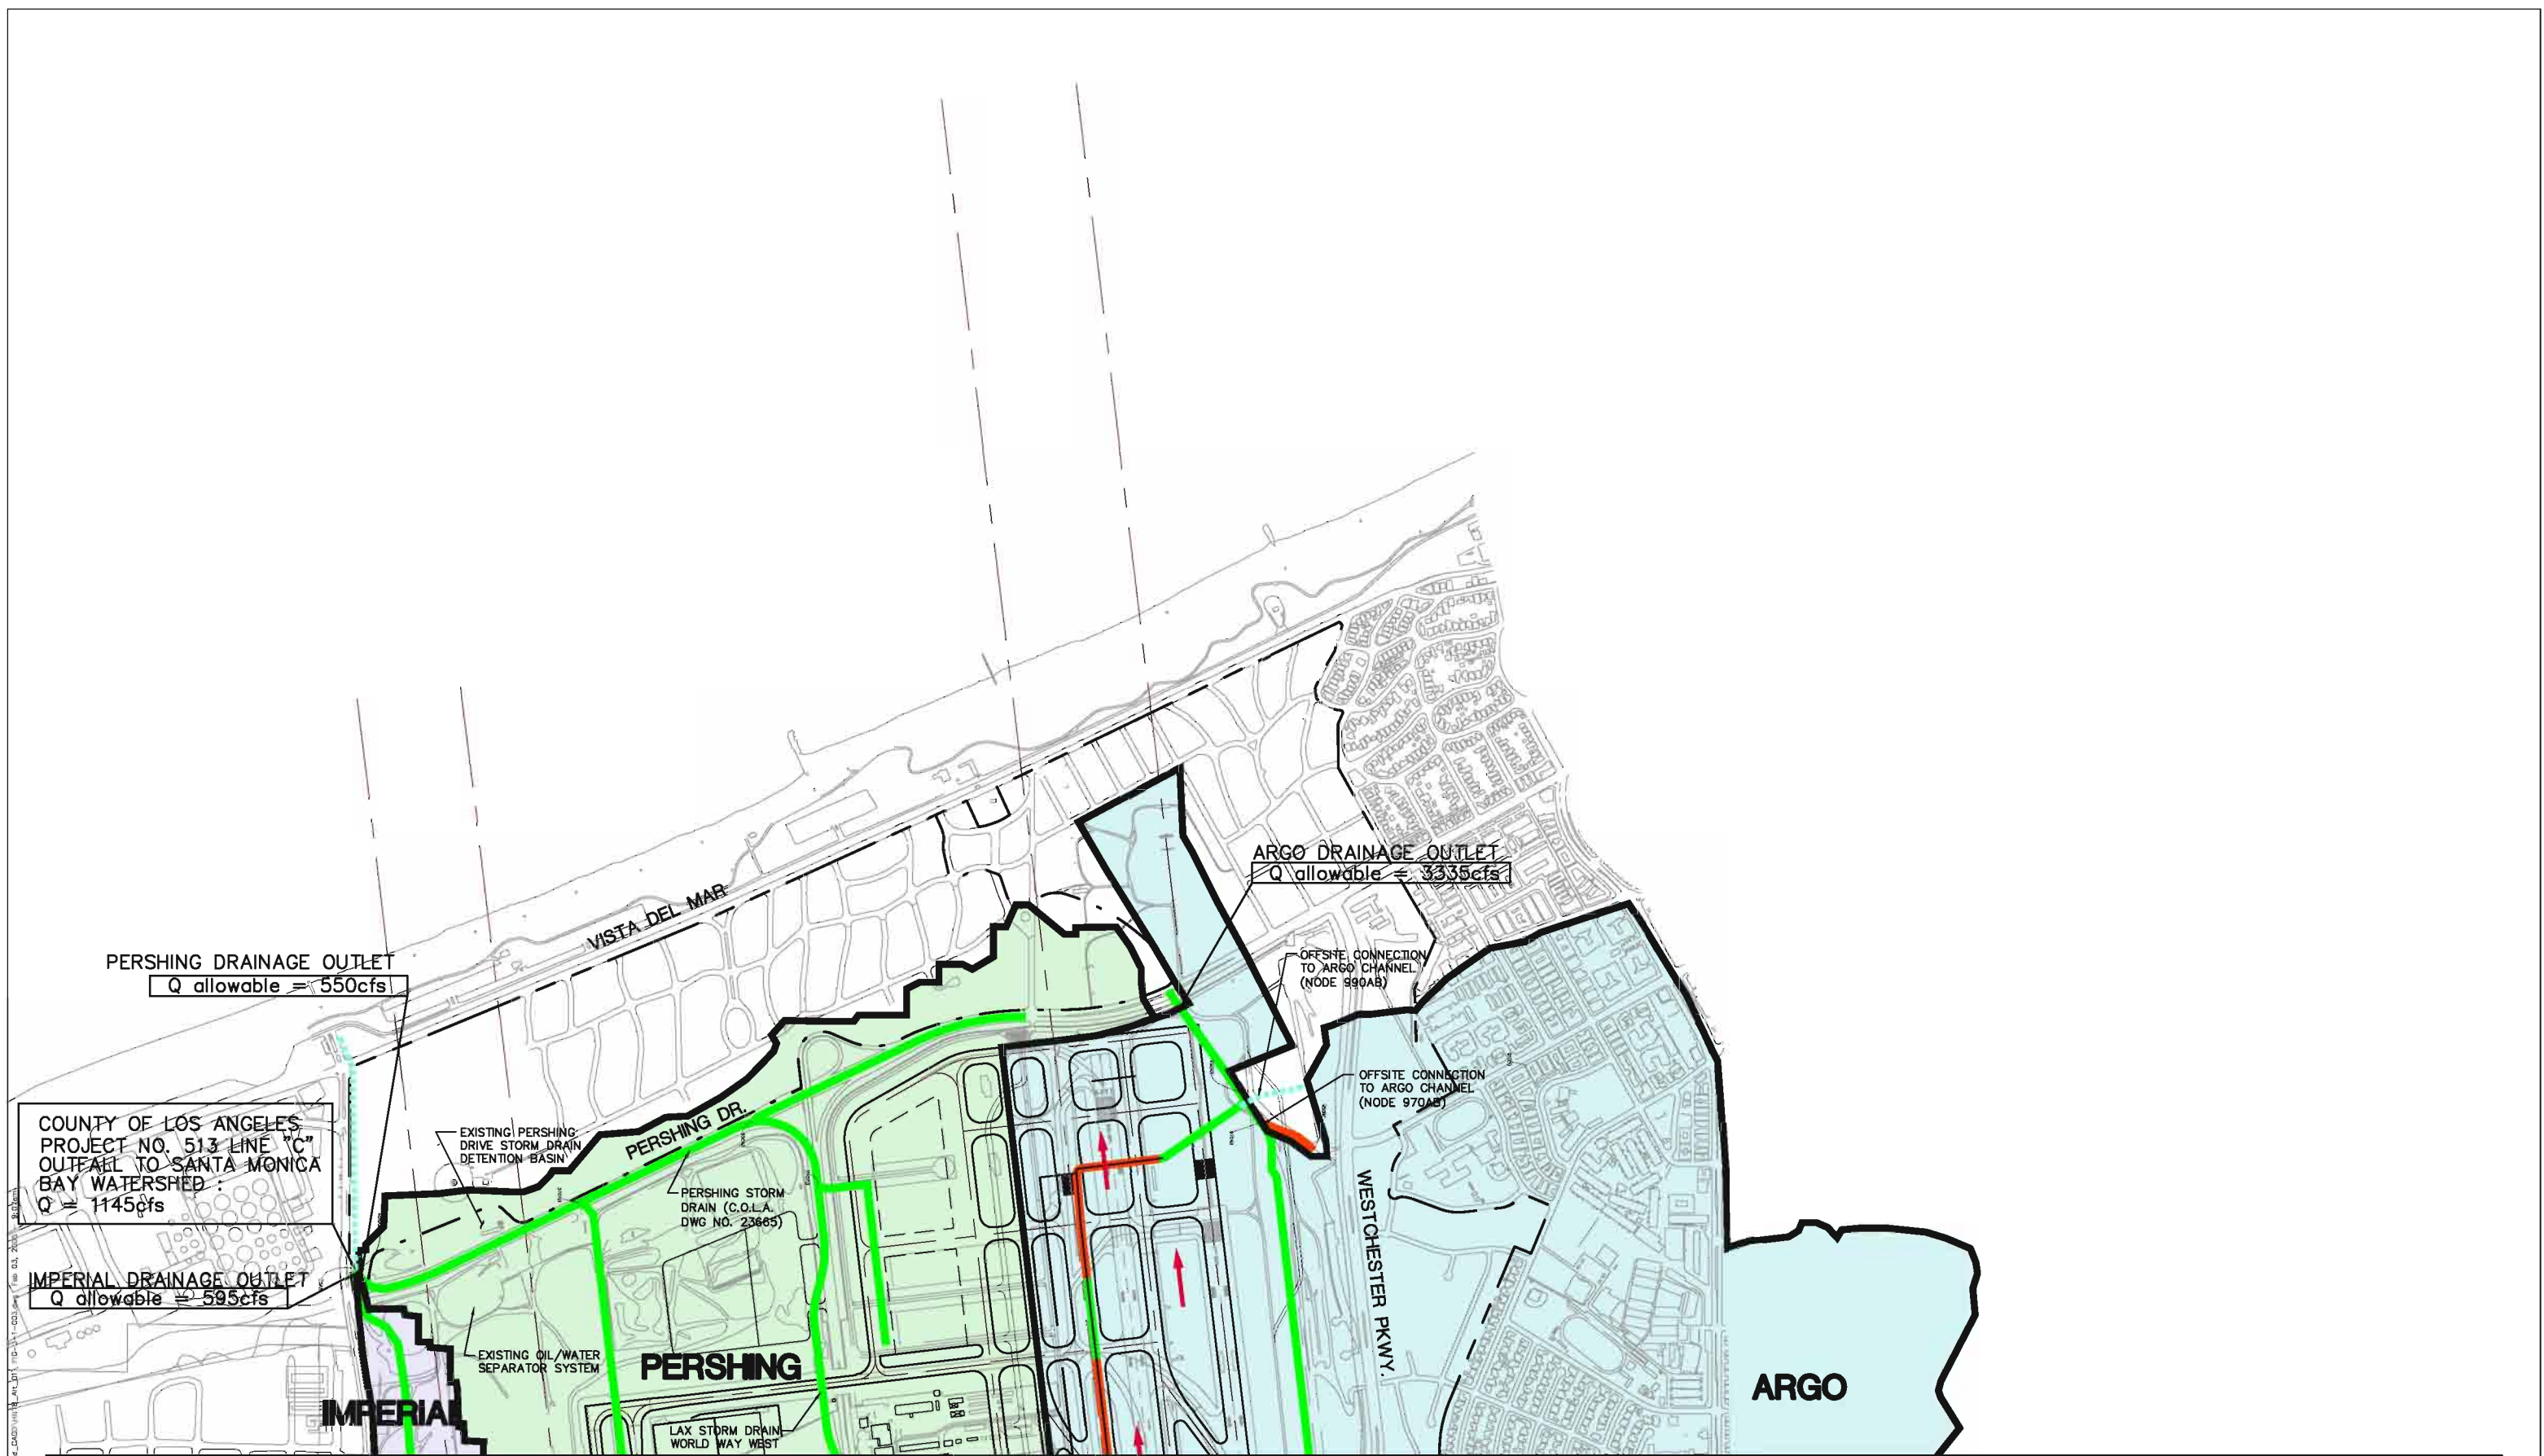 VISTA DEL MAR
ARGO DRAINAGE OUTLET
Q allowable = 3335cfs
PERSHING DRAINAGE OUTLET
Q allowable = 550cfs
OFFSITE CONNECTION
TO ARGO CHANNEL
(NODE 990AB)
OFFSITE CONNECTION
TO ARGO CHANNEL
(NODE 970AB)
COUNTY OF LOS ANGELES
PROJECT NO. 513 LINE "C"
OUTFALL TO SANTA MONICA
BAY WATERSHED :
Q = 1145cfs
EXISTING PERSHING
DRIVE STORM DRAIN
DETENTION BASIN
PERSHING DR.
PERSHING STORM
DRAIN (C.O.L.A.
DWG NO. 23665)
WESTCHESTER PKWY.
IMPERIAL DRAINAGE OUTLET
Q allowable = 595cfs
EXISTING OIL/WATER
SEPARATOR SYSTEM
PERSHING
ARGO
IMPERIAL
LAX STORM DRAIN
WORLD WAY WEST